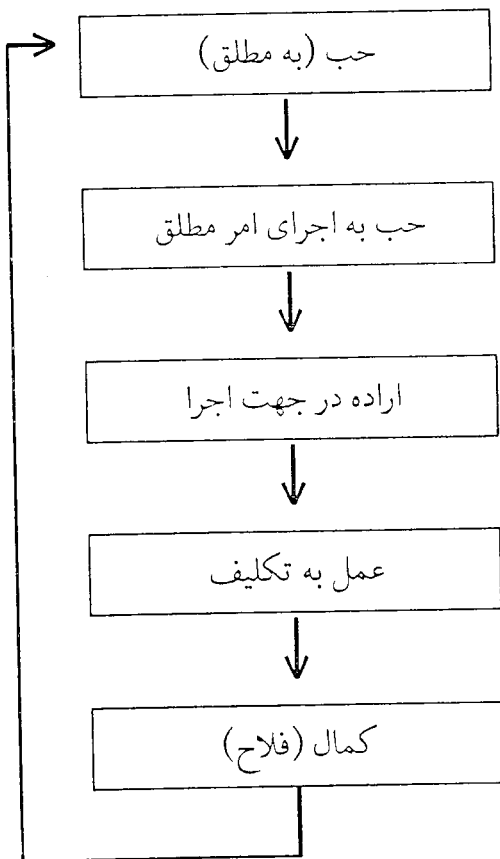 حب (به مطلق)
حب به اجرای امر مطلق
اراده در جهت اجرا
عمل به تکلیف
کمال (فلاح)